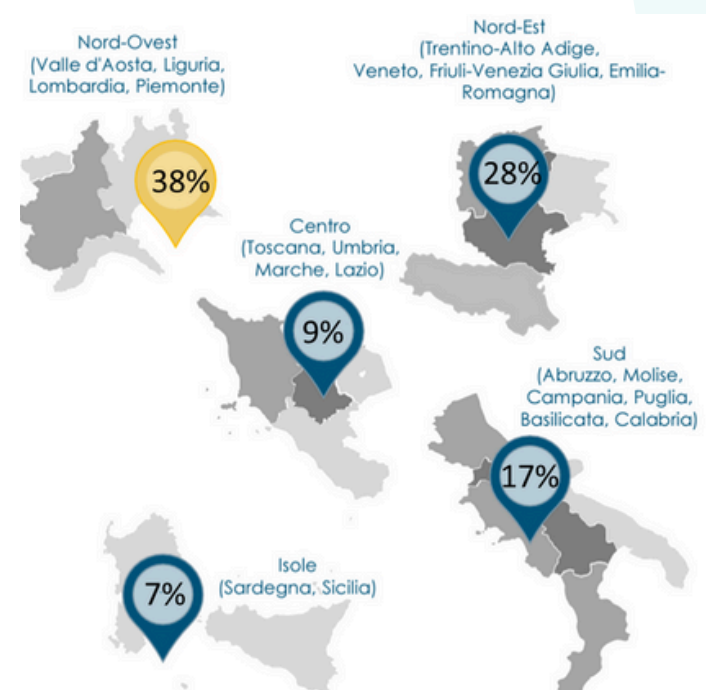 Nord-Ovest
(Valle d'Aosta, Liguria,
Lombardia, Piemonte)
38%
Nord-Est
(Trentino-Alto Adige,
Veneto, Friuli-Venezia Giulia, Emilia-
Romagna)
28%
Centro
(Toscana, Umbria,
Marche, Lazio)
9%
Sud
(Abruzzo, Molise,
Campania, Puglia,
Basilicata, Calabria)
17%
Isole
(Sardegna, Sicilia)
7%